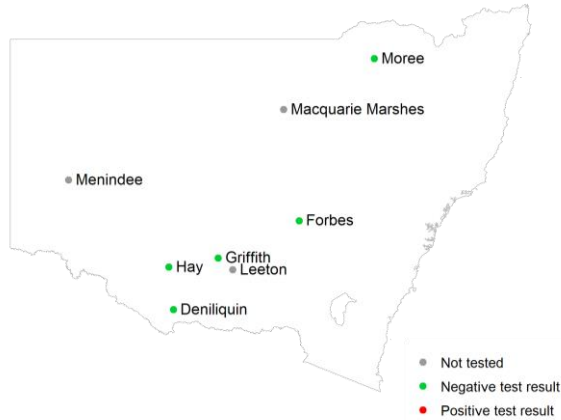 Moree
Macquarie Marshes
Menindee
Forbes
Griffith
Hay
Leeton
Deniliquin
Not tested
Negative test result
Positive test result